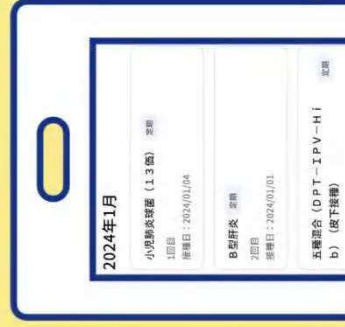 2024年1月
小児肺炎球菌（13価） 定期
1回目
接種日：2024/01/04
B型肝炎 定期
2回目
接種日：2024/01/01
五種混合（DPT－IPV－Hi
b）（皮下接種） 定期